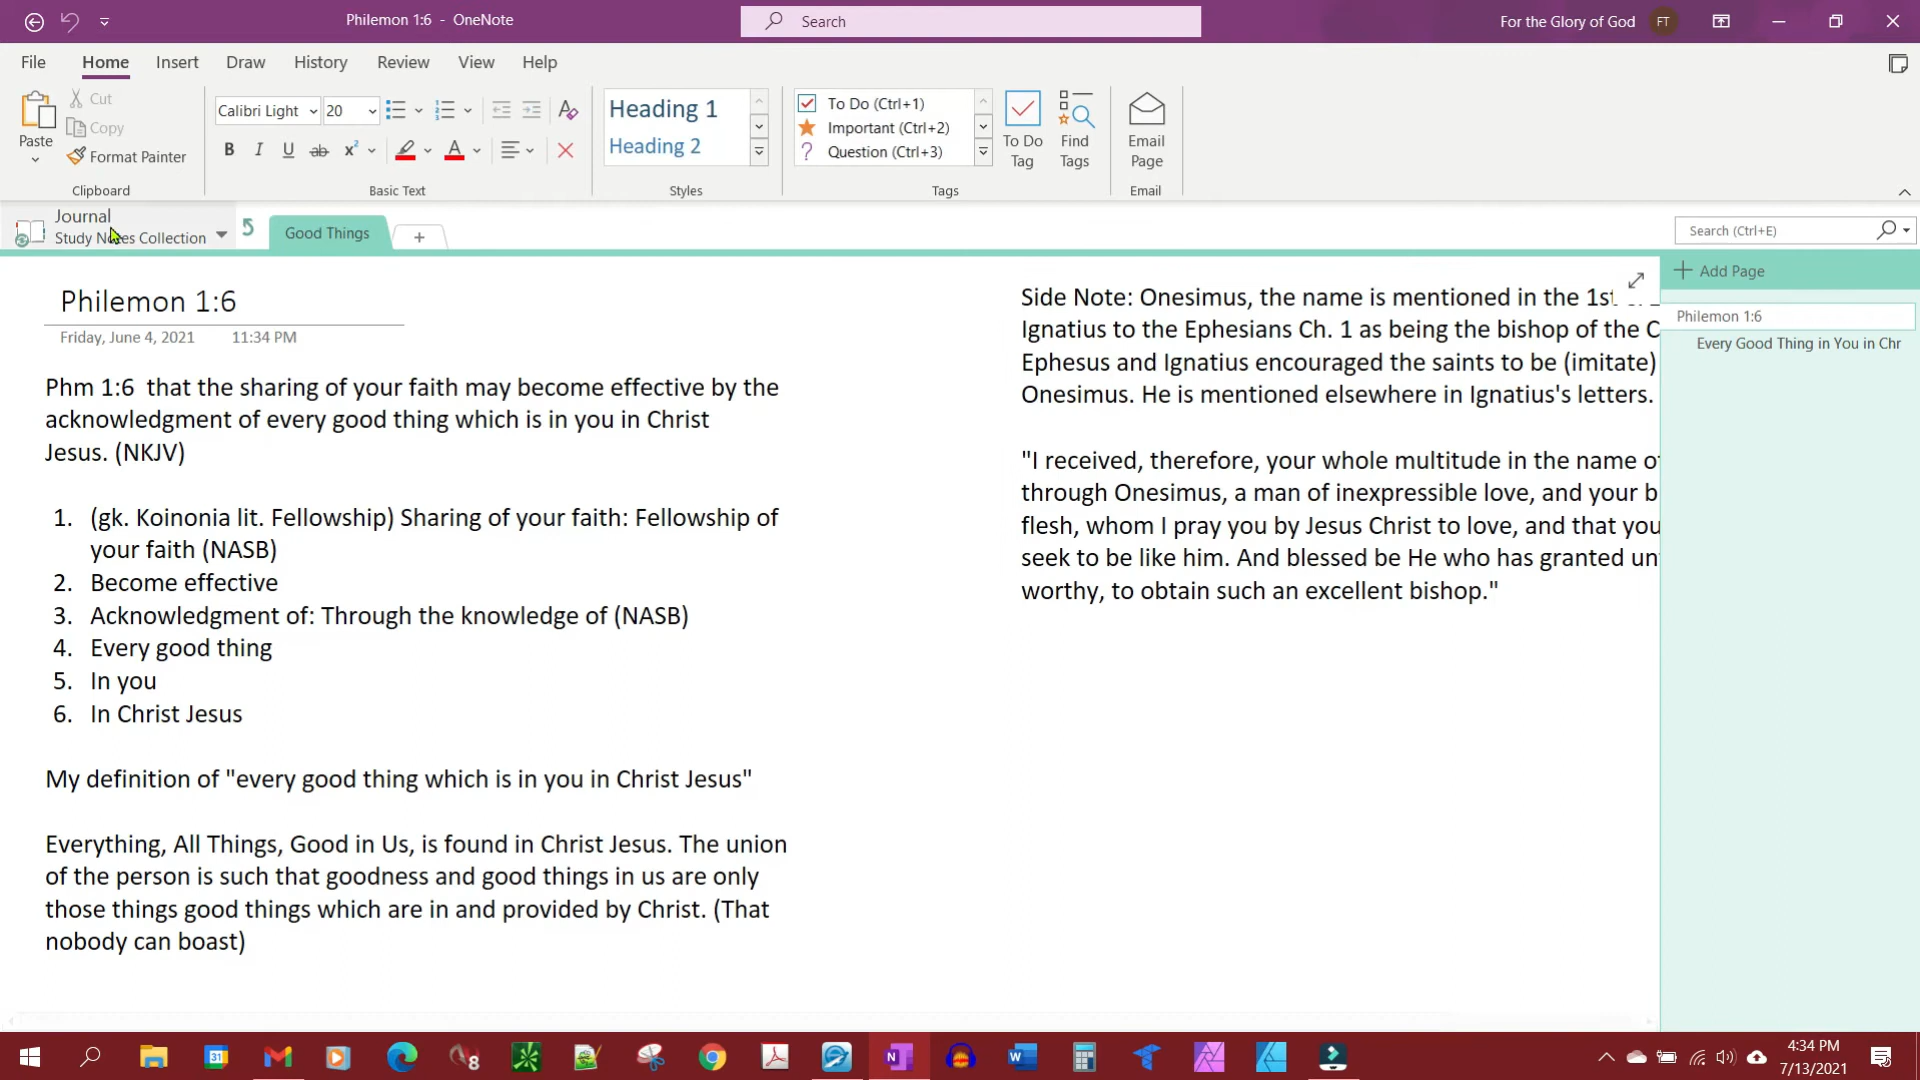 Philemon 1:6 - OneNote
Search
For the Glory of God
FT
File
Home
Insert
Draw
History
Review
View
Help
Paste
Cut
Copy
Format Painter
Clipboard
Calibri Light
20
B
I
U
ab
x²
A
Basic Text
Heading 1
Heading 2
Styles
To Do (Ctrl+1)
Important (Ctrl+2)
Question (Ctrl+3)
To Do
Tag
Find
Tags
Tags
Email
Page
Email
Journal
Study Notes Collection
Good Things
Search (Ctrl+E)
Add Page
Philemon 1:6
Every Good Thing in You in Chr
Philemon 1:6
Friday, June 4, 2021 11:34 PM
Phm 1:6 that the sharing of your faith may become effective by the
acknowledgment of every good thing which is in you in Christ
Jesus. (NKJV)
1. (gk. Koinonia lit. Fellowship) Sharing of your faith: Fellowship of
your faith (NASB)
2. Become effective
3. Acknowledgment of: Through the knowledge of (NASB)
4. Every good thing
5. In you
6. In Christ Jesus
My definition of "every good thing which is in you in Christ Jesus"
Everything, All Things, Good in Us, is found in Christ Jesus. The union
of the person is such that goodness and good things in us are only
those things good things which are in and provided by Christ. (That
nobody can boast)
Side Note: Onesimus, the name is mentioned in the 1st
Ignatius to the Ephesians Ch. 1 as being the bishop of the C
Ephesus and Ignatius encouraged the saints to be (imitate)
Onesimus. He is mentioned elsewhere in Ignatius's letters.
"I received, therefore, your whole multitude in the name o
through Onesimus, a man of inexpressible love, and your b
flesh, whom I pray you by Jesus Christ to love, and that you
seek to be like him. And blessed be He who has granted un
worthy, to obtain such an excellent bishop."
31
8
4:34 PM
7/13/2021